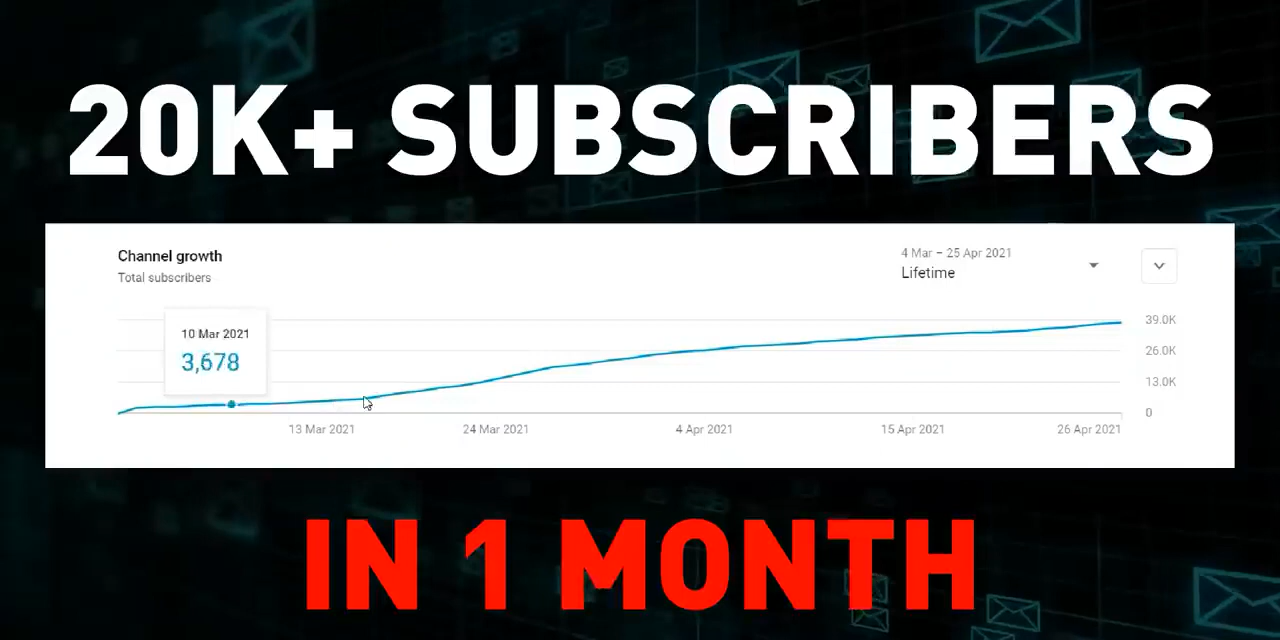 20K+ SUBSCRIBERS
Channel growth
Total subscribers
4 Mar – 25 Apr 2021
Lifetime
10 Mar 2021
3,678
39.0K
26.0K
13.0K
0
13 Mar 2021
24 Mar 2021
4 Apr 2021
15 Apr 2021
26 Apr 2021
IN 1 MONTH